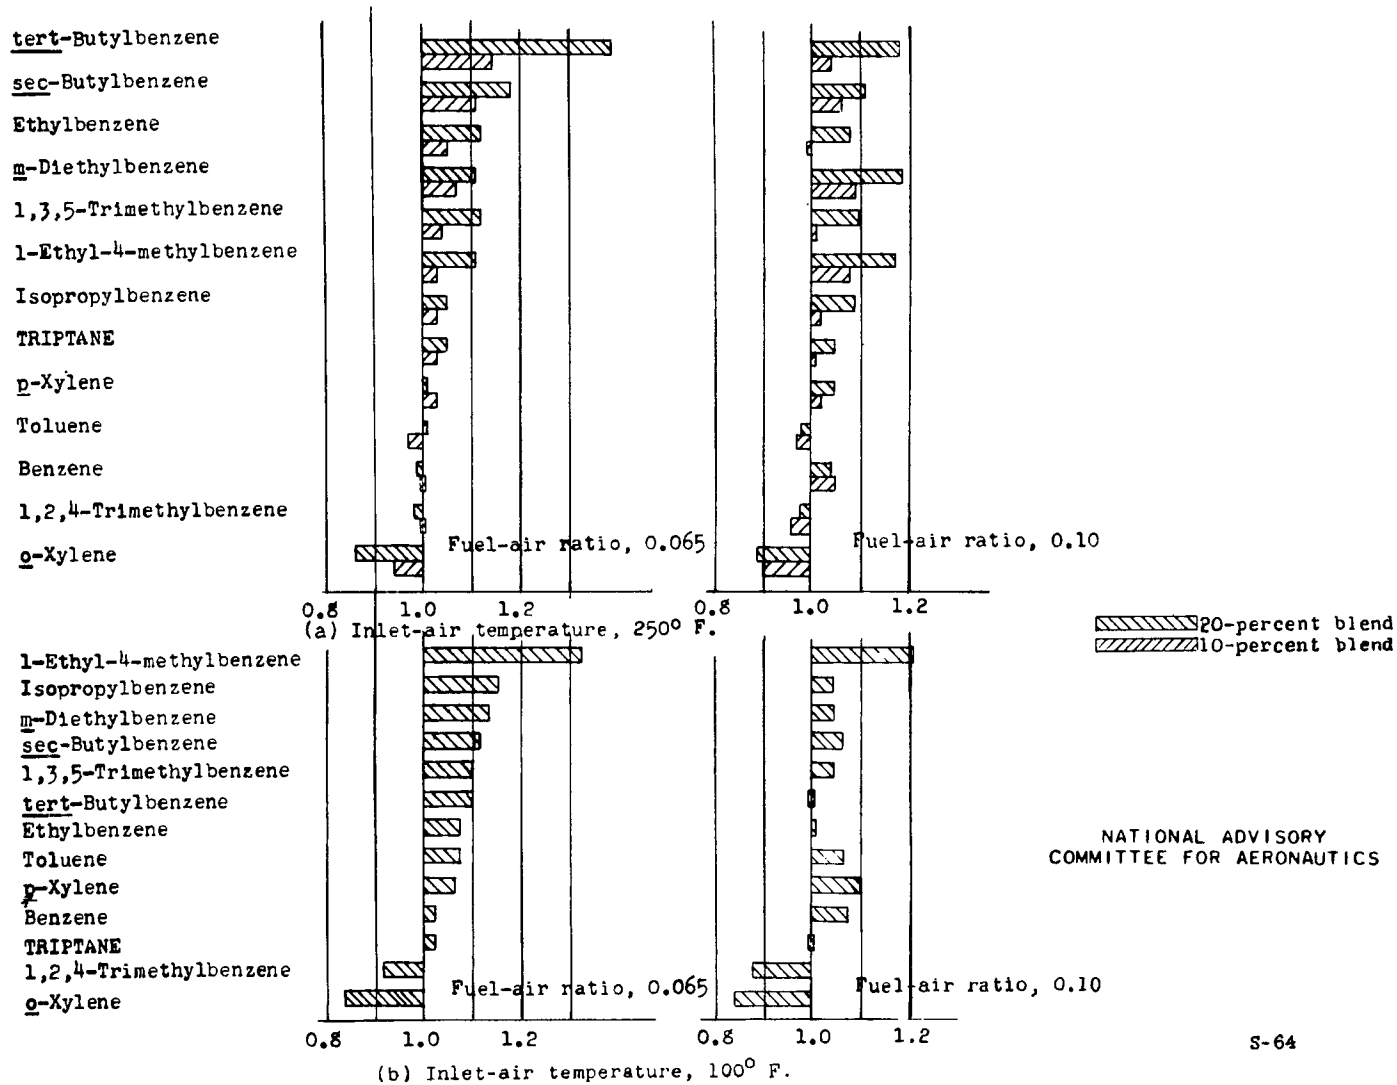 tert-Butylbenzene
sec-Butylbenzene
Ethylbenzene
m-Diethylbenzene
1,3,5-Trimethylbenzene
1-Ethyl-4-methylbenzene
Isopropylbenzene
TRIPTANE
p-Xylene
Toluene
Benzene
1,2,4-Trimethylbenzene
o-Xylene
Fuel-air ratio, 0.065
Fuel-air ratio, 0.10
0.8 1.0 1.2
0.8 1.0 1.2
(a) Inlet-air temperature, 250° F.
20-percent blend
10-percent blend
1-Ethyl-4-methylbenzene
Isopropylbenzene
m-Diethylbenzene
sec-Butylbenzene
1,3,5-Trimethylbenzene
tert-Butylbenzene
Ethylbenzene
Toluene
p-Xylene
Benzene
TRIPTANE
1,2,4-Trimethylbenzene
o-Xylene
Fuel-air ratio, 0.065
Fuel-air ratio, 0.10
0.8 1.0 1.2
0.8 1.0 1.2
(b) Inlet-air temperature, 100° F.
NATIONAL ADVISORY
COMMITTEE FOR AERONAUTICS
S-64